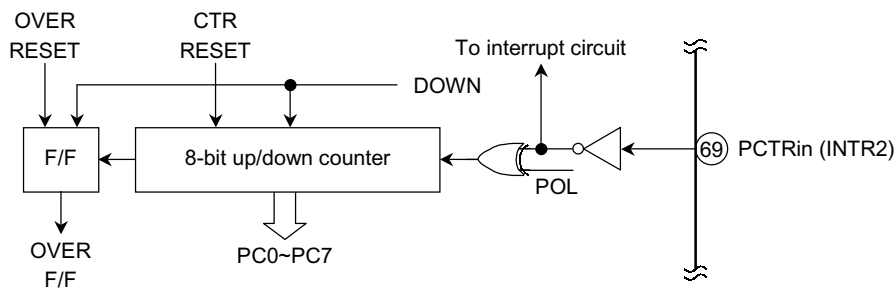 OVER
RESET
CTR
RESET
To interrupt circuit
DOWN
F/F
8-bit up/down counter
69
PCTRin (INTR2)
POL
OVER
F/F
PC0~PC7